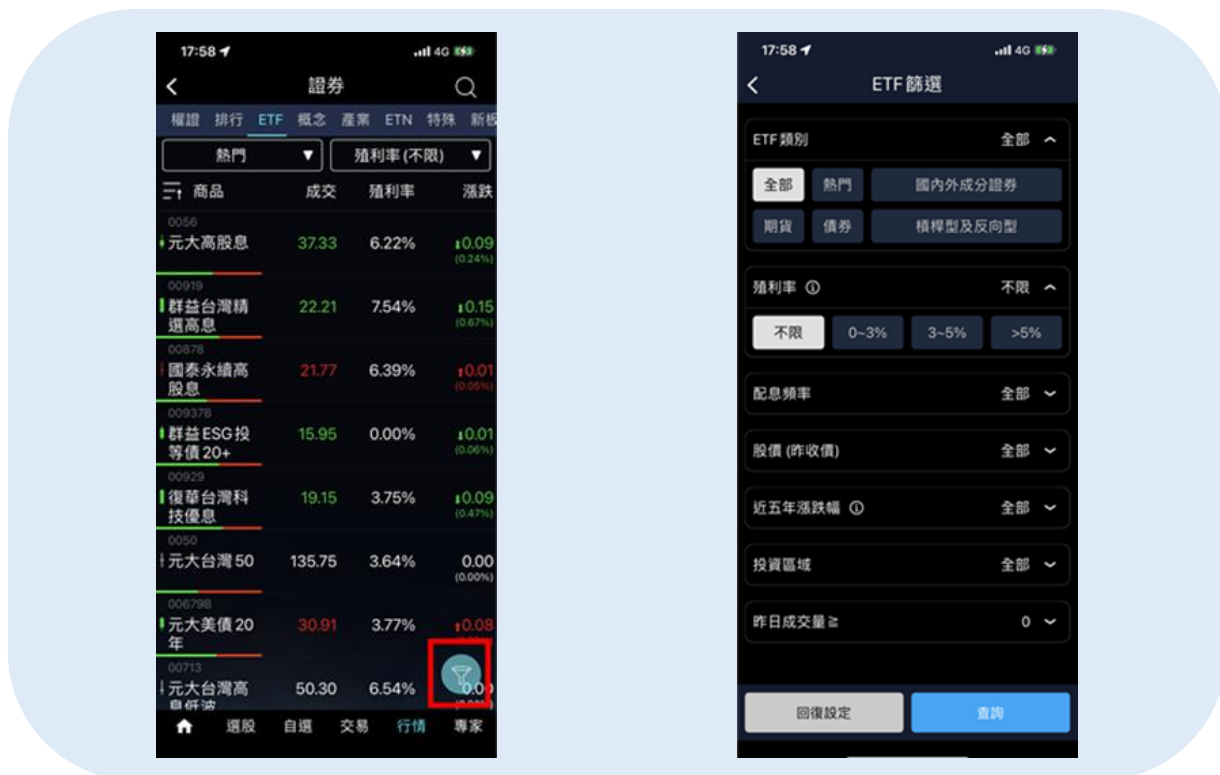 17:58
4G
證券
權證 排行 ETF 概念 產業 ETN 特殊 新板
熱門 ▼ 殖利率(不限) ▼
商品 成交 殖利率 漲跌
0056
元大高股息 37.33 6.22% 0.09
(0.24%)
00919
群益台灣精選高息 22.21 7.54% 0.15
(0.67%)
00878
國泰永續高股息 21.77 6.39% 0.01
(0.05%)
00937B
群益ESG投等債20+ 15.95 0.00% 0.01
(0.06%)
00929
復華台灣科技優息 19.15 3.75% 0.09
(0.47%)
0050
元大台灣50 135.75 3.64% 0.00
(0.00%)
00679B
元大美債20年 30.91 3.77% 0.08
00713
元大台灣高息低波 50.30 6.54% 0.00
選股 自選 交易 行情 專家
17:58
4G
ETF篩選
ETF類別 全部
全部 熱門 國內外成分證券
期貨 債券 槓桿型及反向型
殖利率 不限
不限 0~3% 3~5% >5%
配息頻率 全部
股價 (昨收價) 全部
近五年漲跌幅 全部
投資區域 全部
昨日成交量≧ 0
回復設定 查詢